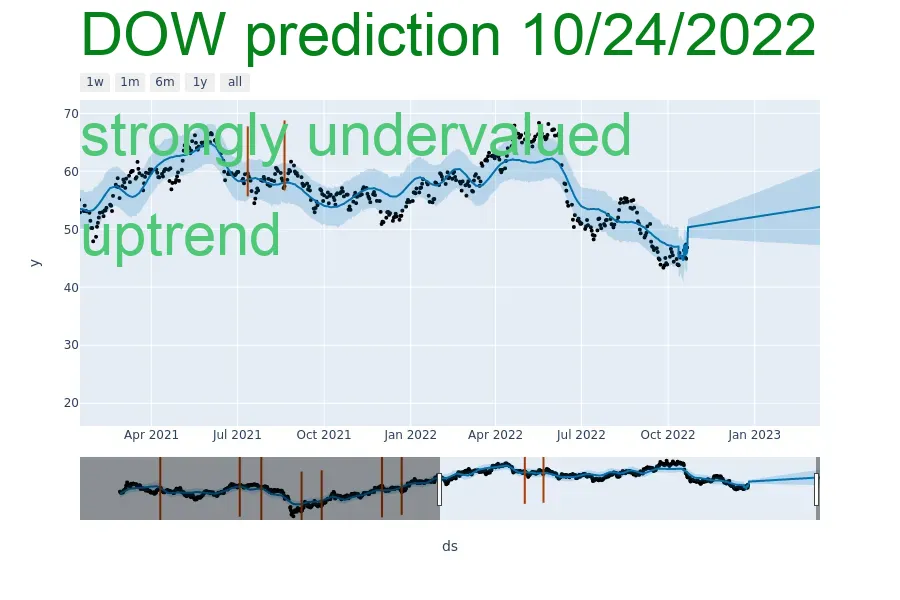 DOW prediction 10/24/2022
1w 1m 6m 1y all
70
strongly undervalued
60
uptrend
50
y
40
30
20
Apr 2021 Jul 2021 Oct 2021 Jan 2022 Apr 2022 Jul 2022 Oct 2022 Jan 2023
ds